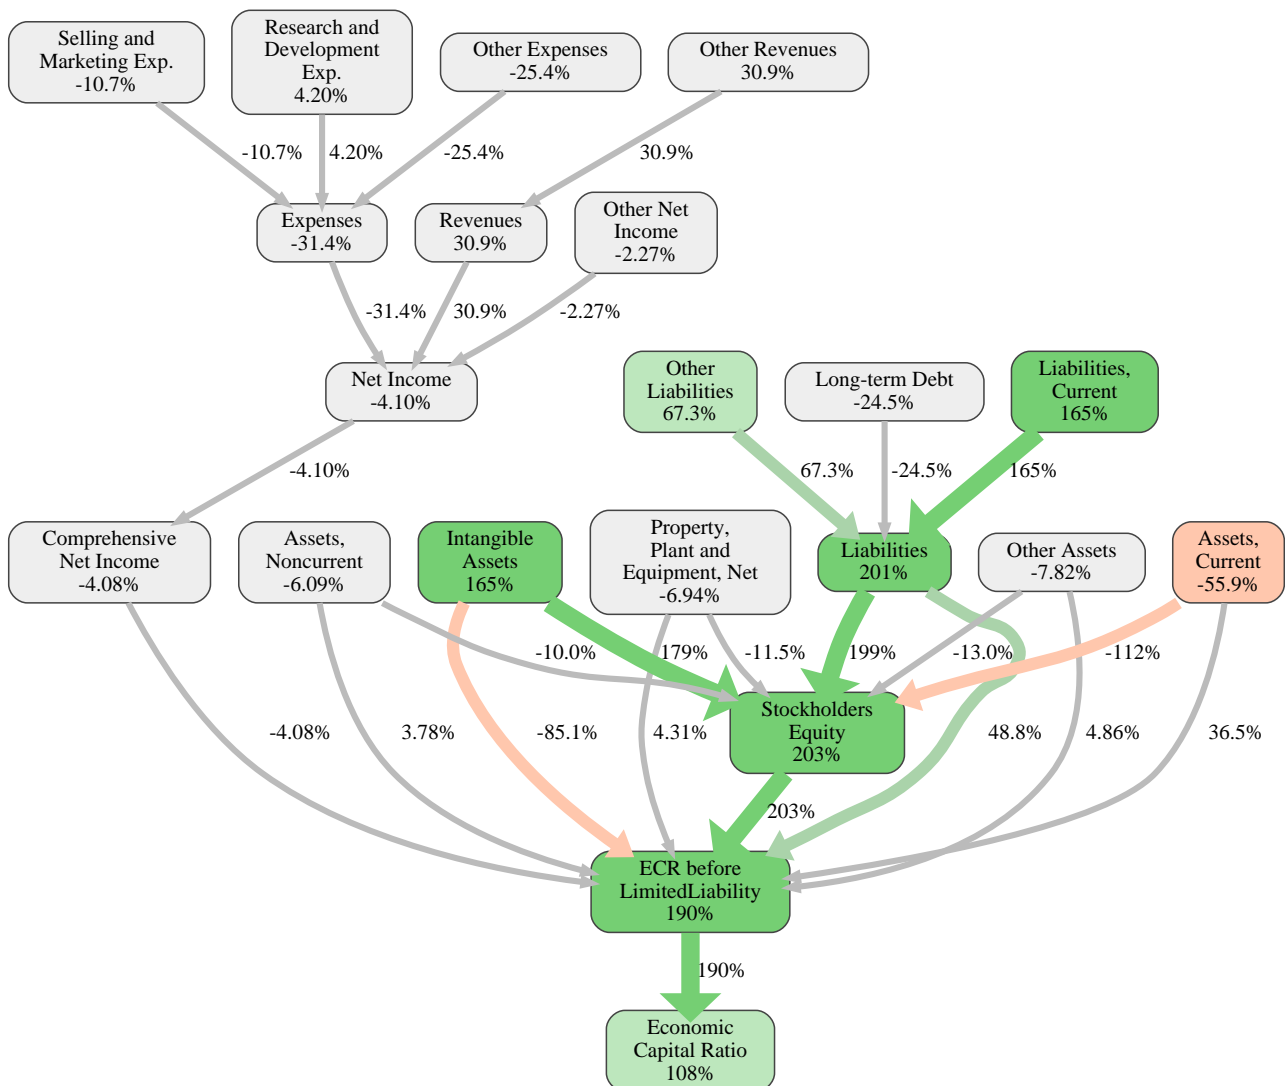 Selling and
Marketing Exp.
-10.7%
Research and
Development
Exp.
4.20%
Other Expenses
-25.4%
Other Revenues
30.9%
-10.7%
4.20%
-25.4%
30.9%
Expenses
-31.4%
Revenues
30.9%
Other Net
Income
-2.27%
-31.4%
30.9%
-2.27%
Net Income
-4.10%
Other
Liabilities
67.3%
Long-term Debt
-24.5%
Liabilities,
Current
165%
-4.10%
67.3%
-24.5%
165%
Comprehensive
Net Income
-4.08%
Assets,
Noncurrent
-6.09%
Intangible
Assets
165%
Property,
Plant and
Equipment, Net
-6.94%
Liabilities
201%
Other Assets
-7.82%
Assets,
Current
-55.9%
-10.0%
179%
-11.5%
199%
-13.0%
-112%
Stockholders
Equity
203%
-4.08%
3.78%
-85.1%
4.31%
48.8%
4.86%
36.5%
203%
ECR before
LimitedLiability
190%
190%
Economic
Capital Ratio
108%